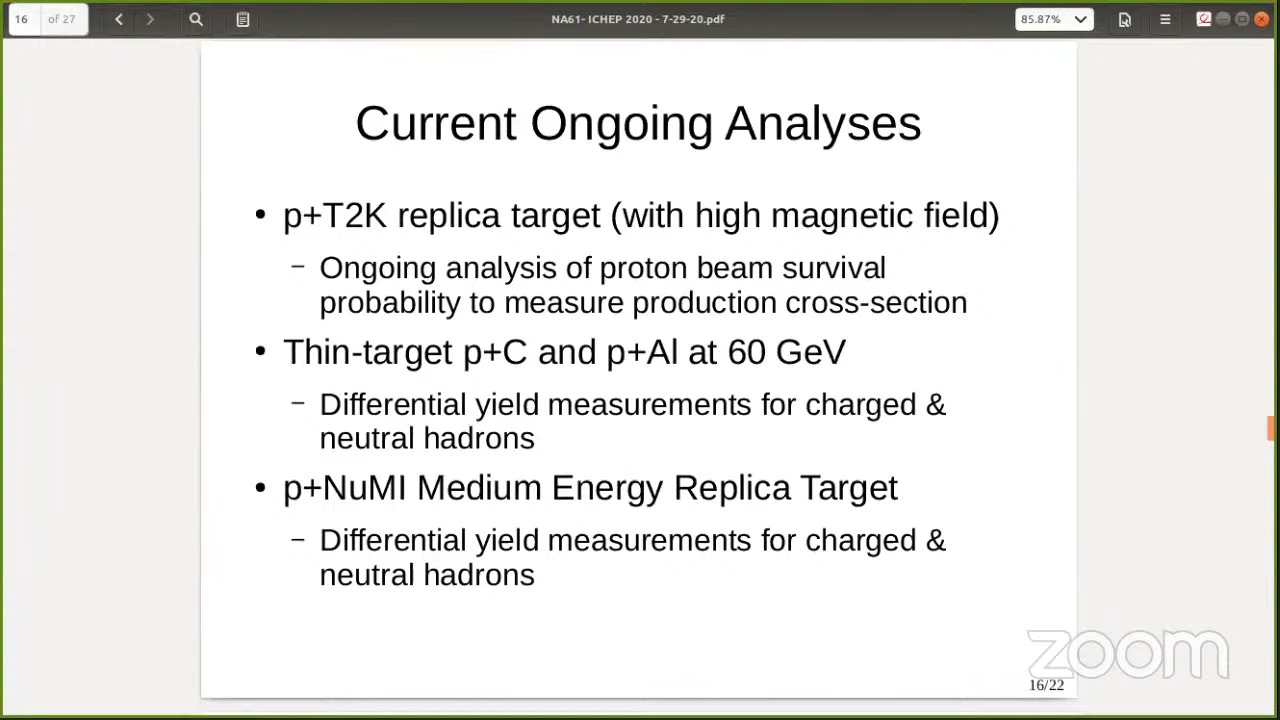 16 of 27
NA61- ICHEP 2020 - 7-29-20.pdf
85.87%
Current Ongoing Analyses
• p+T2K replica target (with high magnetic field)
– Ongoing analysis of proton beam survival
probability to measure production cross-section
• Thin-target p+C and p+Al at 60 GeV
– Differential yield measurements for charged &
neutral hadrons
• p+NuMI Medium Energy Replica Target
– Differential yield measurements for charged &
neutral hadrons
zoom
16/22